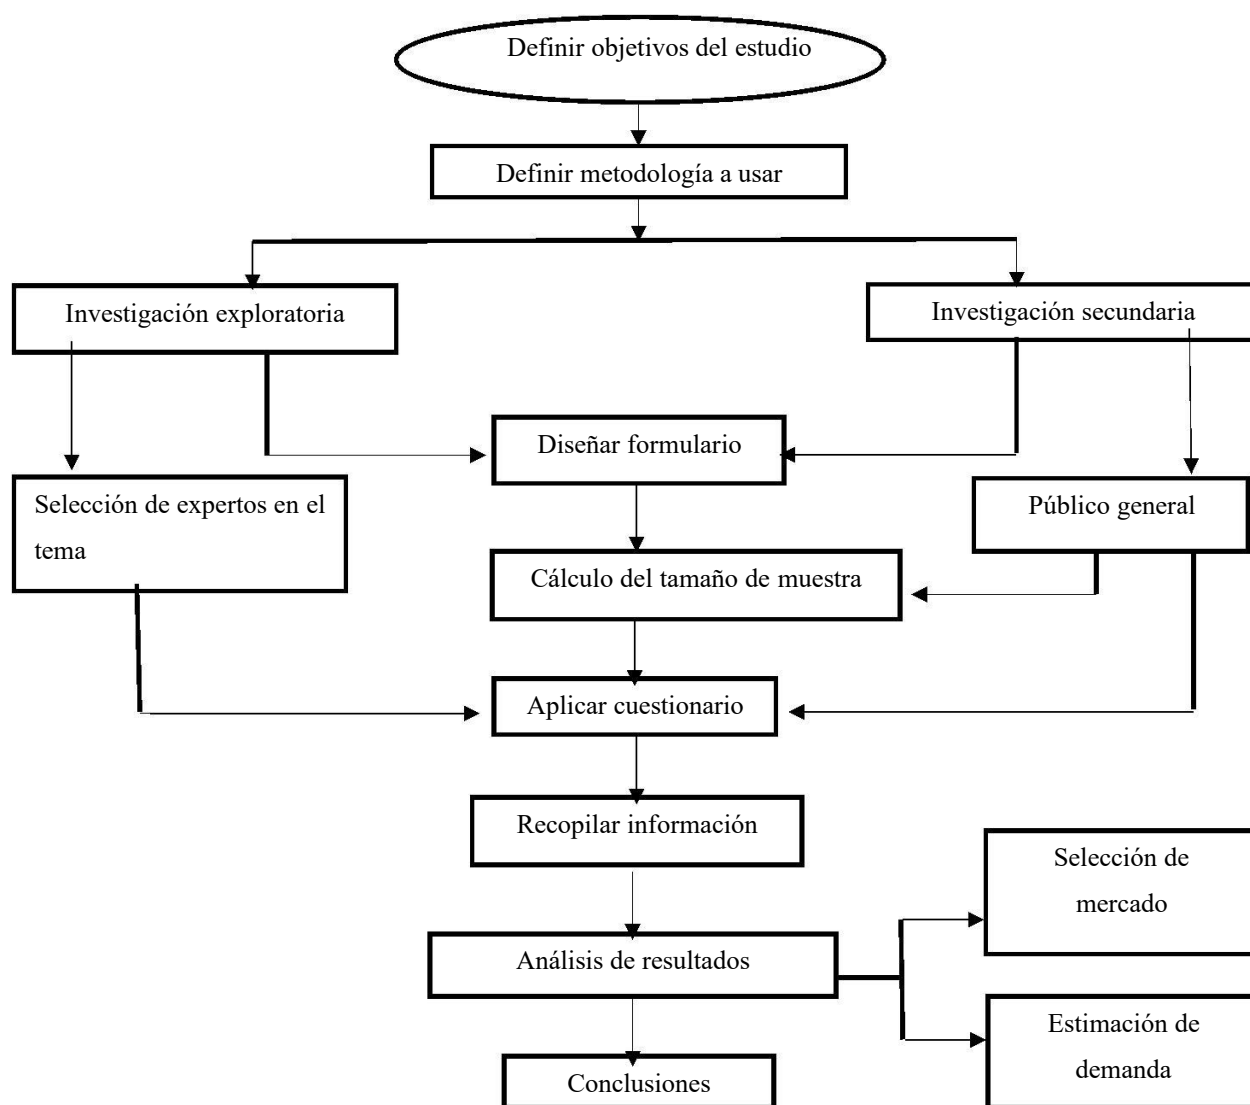 Definir objetivos del estudio
Definir metodología a usar
Investigación exploratoria
Investigación secundaria
Diseñar formulario
Selección de expertos en el
tema
Público general
Cálculo del tamaño de muestra
Aplicar cuestionario
Recopilar información
Selección de
mercado
Análisis de resultados
Estimación de
demanda
Conclusiones